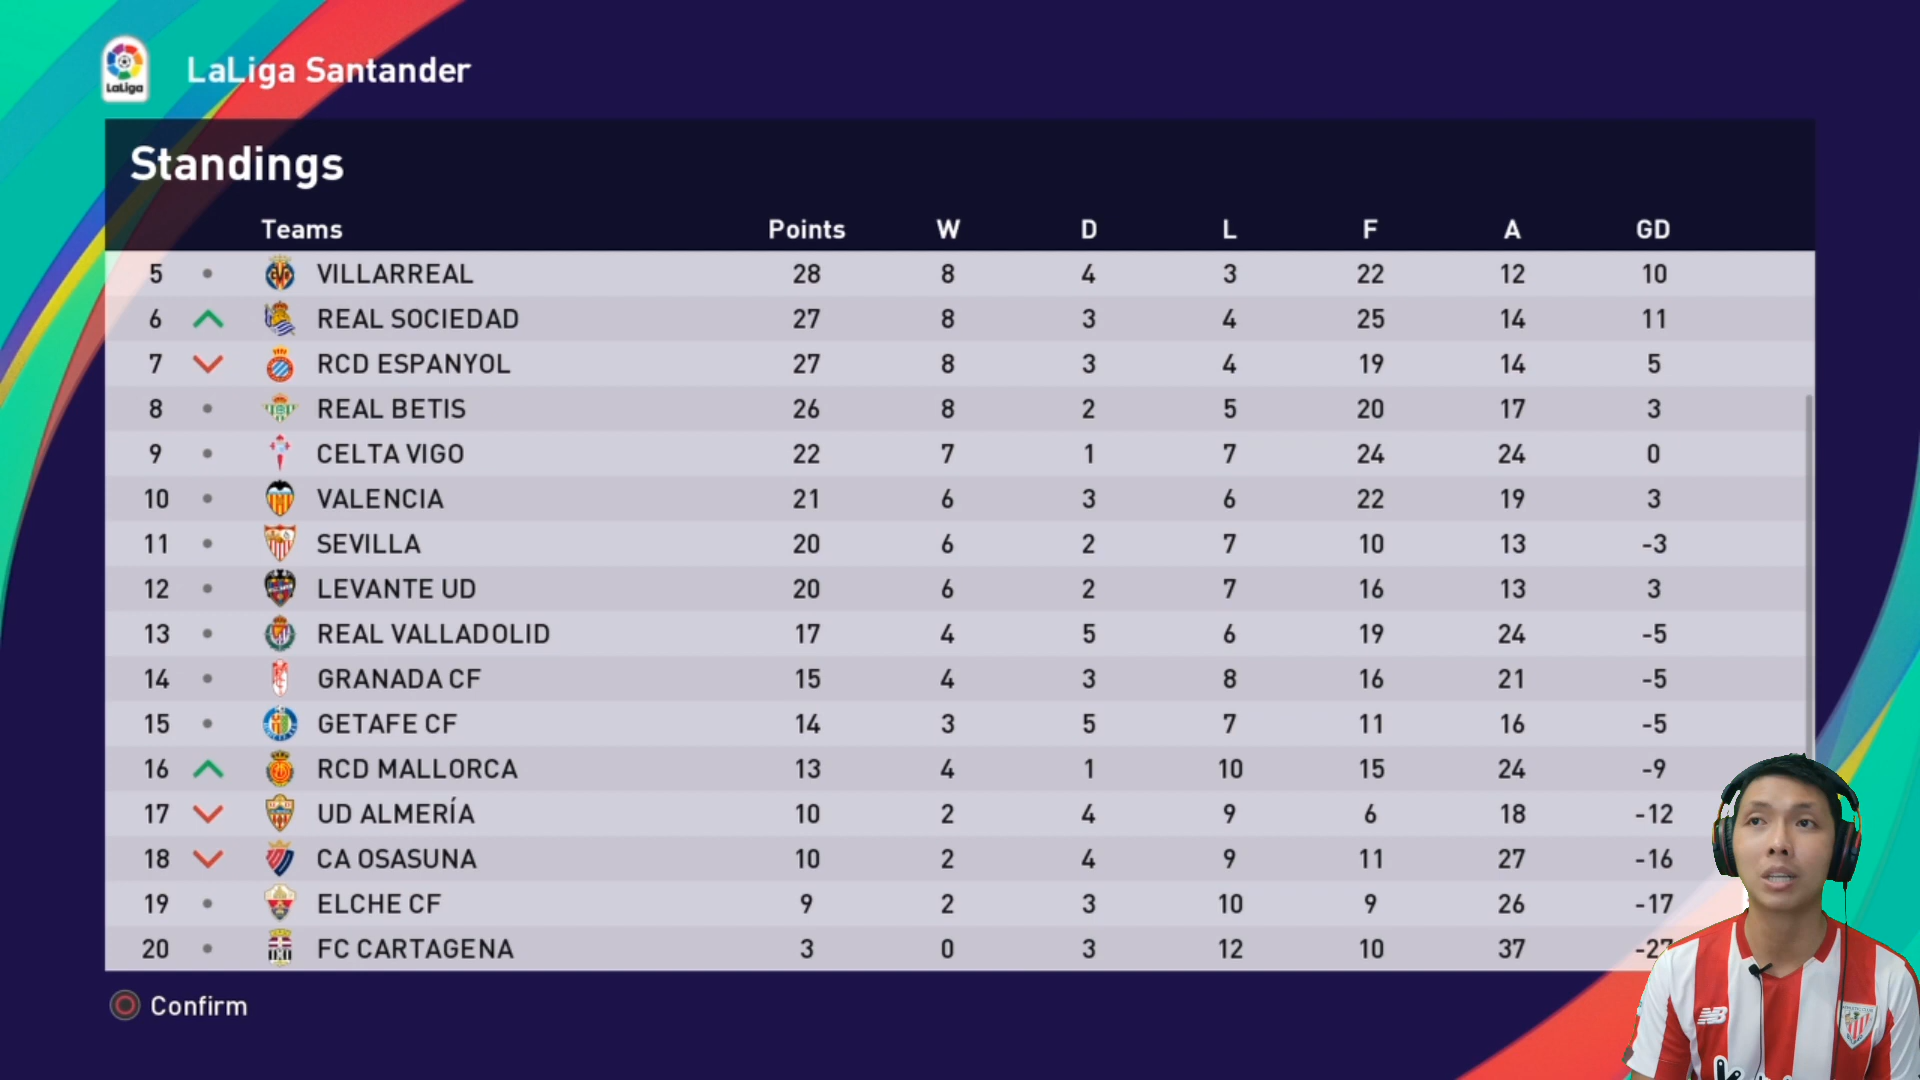 LaLiga
LaLiga Santander
Standings
Teams Points W D L F A GD
5 VILLARREAL 28 8 4 3 22 12 10
6 REAL SOCIEDAD 27 8 3 4 25 14 11
7 RCD ESPANYOL 27 8 3 4 19 14 5
8 REAL BETIS 26 8 2 5 20 17 3
9 CELTA VIGO 22 7 1 7 24 24 0
10 VALENCIA 21 6 3 6 22 19 3
11 SEVILLA 20 6 2 7 10 13 -3
12 LEVANTE UD 20 6 2 7 16 13 3
13 REAL VALLADOLID 17 4 5 6 19 24 -5
14 GRANADA CF 15 4 3 8 16 21 -5
15 GETAFE CF 14 3 5 7 11 16 -5
16 RCD MALLORCA 13 4 1 10 15 24 -9
17 UD ALMERÍA 10 2 4 9 6 18 -12
18 CA OSASUNA 10 2 4 9 11 27 -16
19 ELCHE CF 9 2 3 10 9 26 -17
20 FC CARTAGENA 3 0 3 12 10 37 -27
Confirm
NB